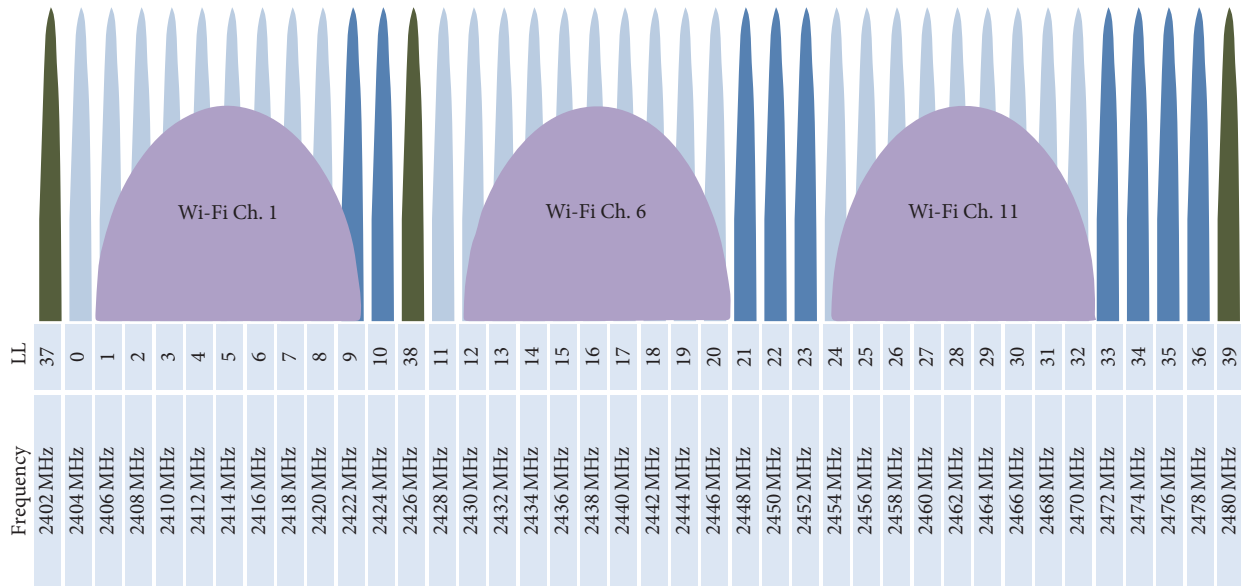 Wi-Fi Ch. 1 Wi-Fi Ch. 6 Wi-Fi Ch. 11
LL 37 0 1 2 3 4 5 6 7 8 9 10 38 11 12 13 14 15 16 17 18 19 20 21 22 23 24 25 26 27 28 29 30 31 32 33 34 35 36 39
Frequency 2402 MHz 2404 MHz 2406 MHz 2408 MHz 2410 MHz 2412 MHz 2414 MHz 2416 MHz 2418 MHz 2420 MHz 2422 MHz 2424 MHz 2426 MHz 2428 MHz 2430 MHz 2432 MHz 2434 MHz 2436 MHz 2438 MHz 2440 MHz 2442 MHz 2444 MHz 2446 MHz 2448 MHz 2450 MHz 2452 MHz 2454 MHz 2456 MHz 2458 MHz 2460 MHz 2462 MHz 2464 MHz 2466 MHz 2468 MHz 2470 MHz 2472 MHz 2474 MHz 2476 MHz 2478 MHz 2480 MHz